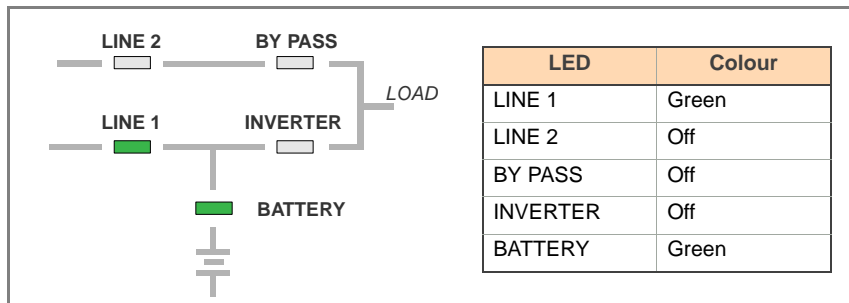 LINE 2 BY PASS
LOAD
LINE 1 INVERTER
BATTERY
LED Colour
LINE 1 Green
LINE 2 Off
BY PASS Off
INVERTER Off
BATTERY Green